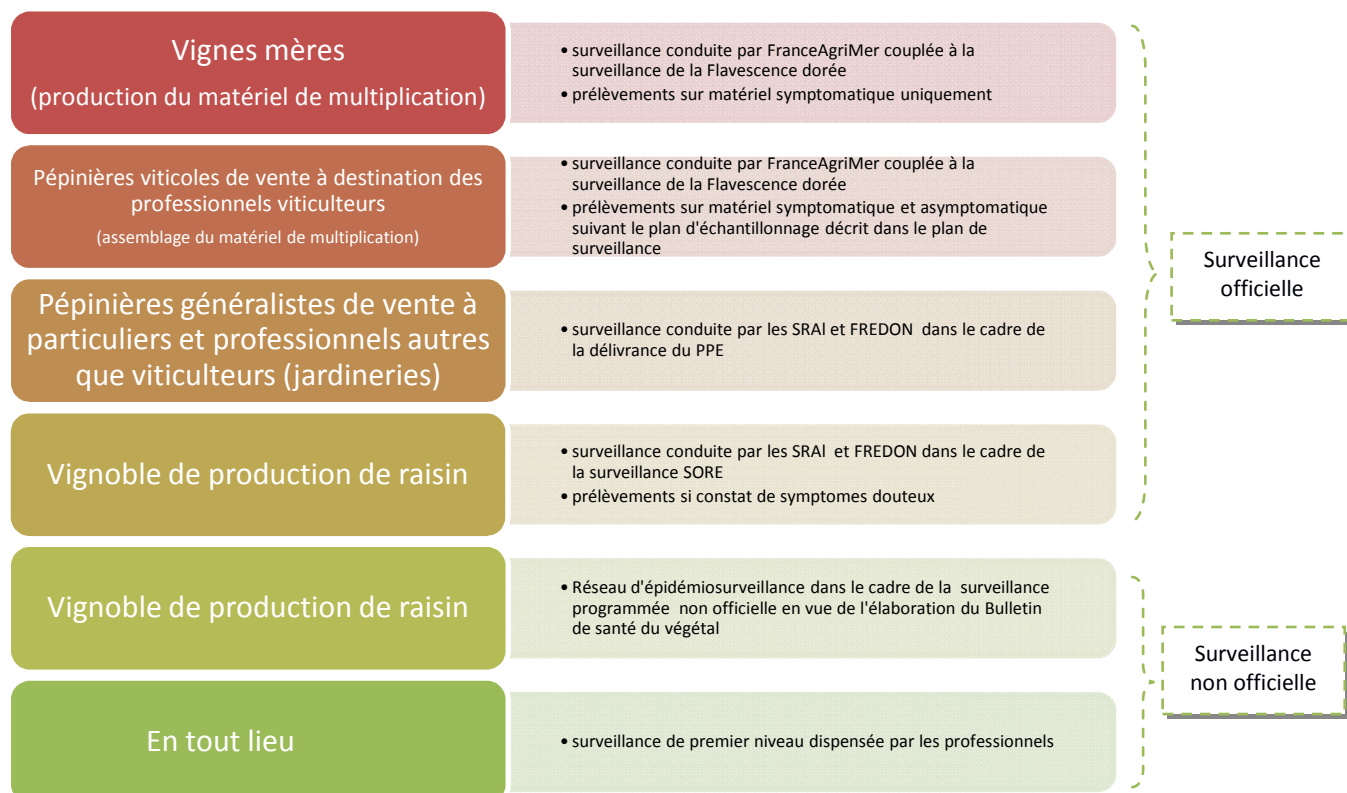 Vignes mères
(production du matériel de multiplication)
• surveillance conduite par FranceAgriMer couplée à la
surveillance de la Flavescence dorée
• prélèvements sur matériel symptomatique uniquement
Pépinières viticoles de vente à destination des
professionnels viticulteurs
(assemblage du matériel de multiplication)
• surveillance conduite par FranceAgriMer couplée à la
surveillance de la Flavescence dorée
• prélèvements sur matériel symptomatique et asymptomatique
suivant le plan d'échantillonnage décrit dans le plan de
surveillance
Pépinières généralistes de vente à
particuliers et professionnels autres
que viticulteurs (jardineries)
• surveillance conduite par les SRAl et FREDON dans le cadre de
la délivrance du PPE
Vignoble de production de raisin
• surveillance conduite par les SRAl et FREDON dans le cadre de
la surveillance SORE
• prélèvements si constat de symptomes douteux
Surveillance
officielle
Vignoble de production de raisin
• Réseau d'épidémiosurveillance dans le cadre de la surveillance
programmée non officielle en vue de l'élaboration du Bulletin
de santé du végétal
En tout lieu
• surveillance de premier niveau dispensée par les professionnels
Surveillance
non officielle